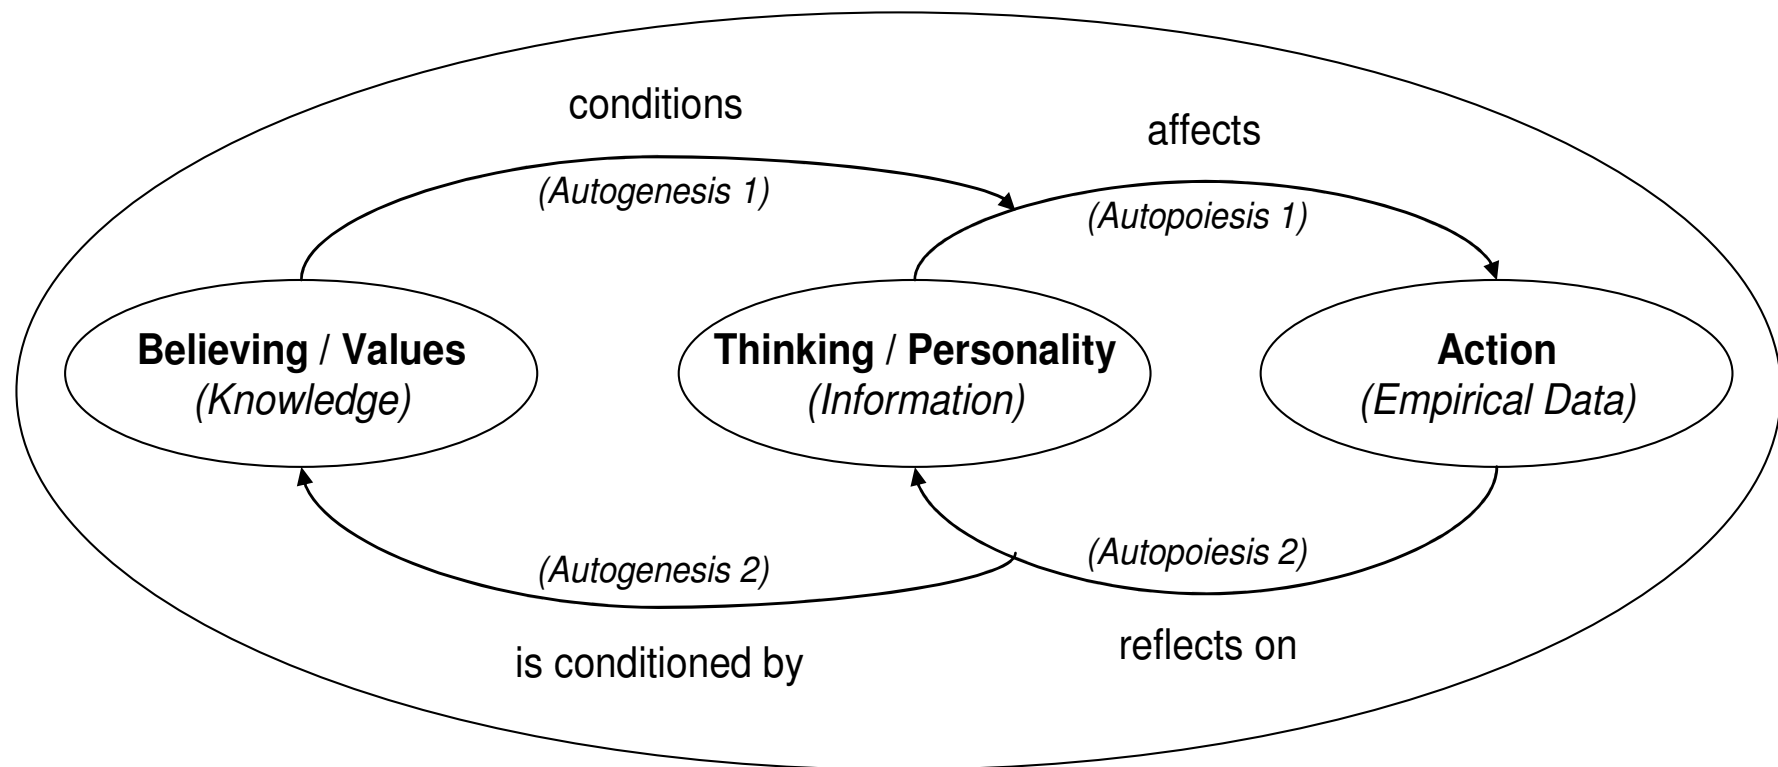 conditions
affects
(Autogenesis 1)
(Autopoiesis 1)
Believing / Values
(Knowledge)
Thinking / Personality
(Information)
Action
(Empirical Data)
(Autogenesis 2)
(Autopoiesis 2)
is conditioned by
reflects on